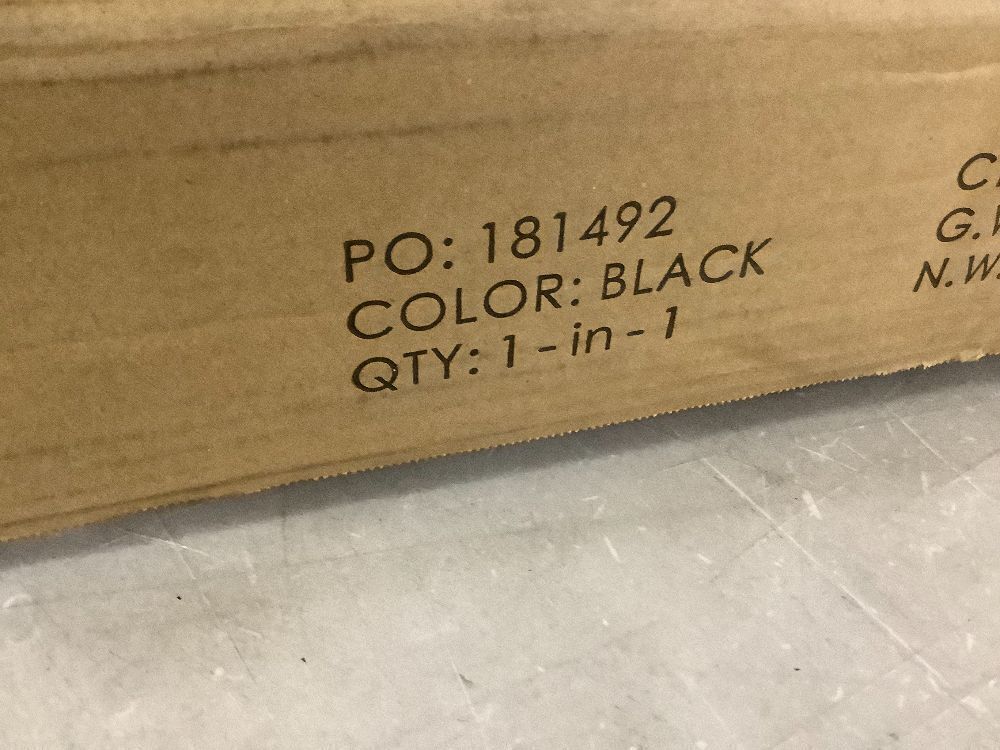 PO: 181492
COLOR: BLACK
QTY: 1 - in - 1
G.
N.W.